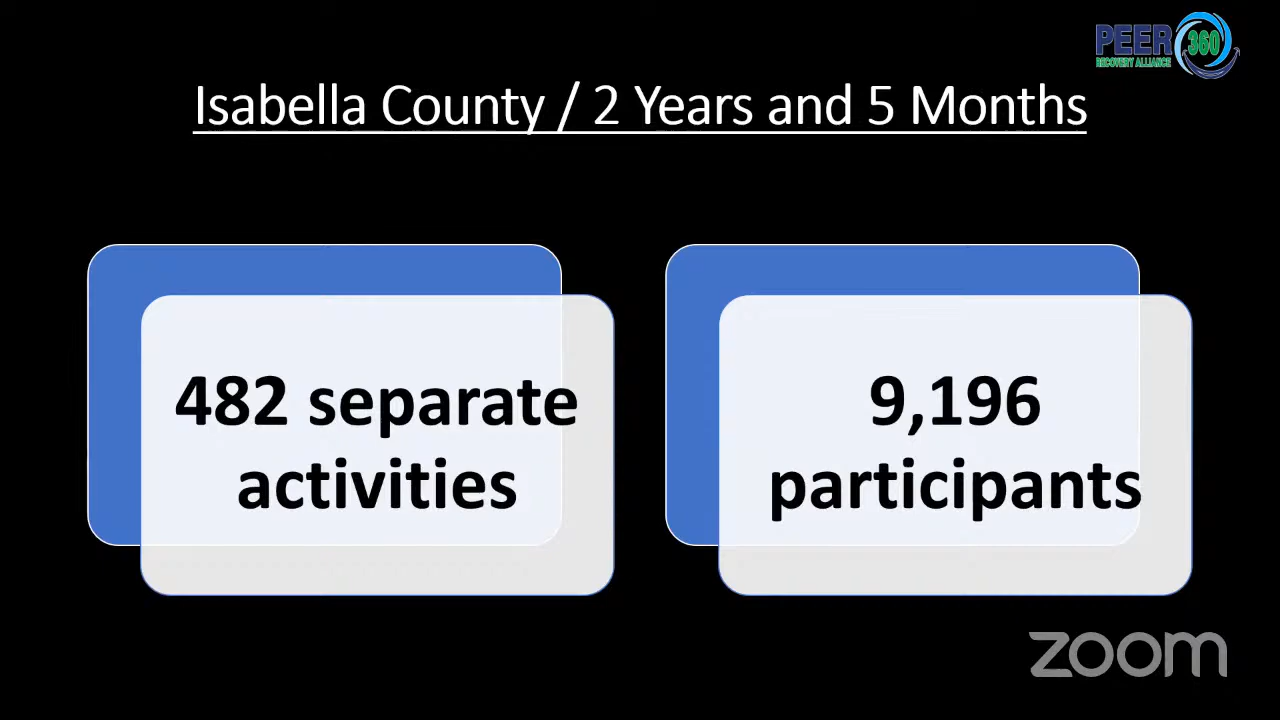 PEER
360
RECOVERY ALLIANCE
Isabella County / 2 Years and 5 Months
482 separate
activities
9,196
participants
zoom